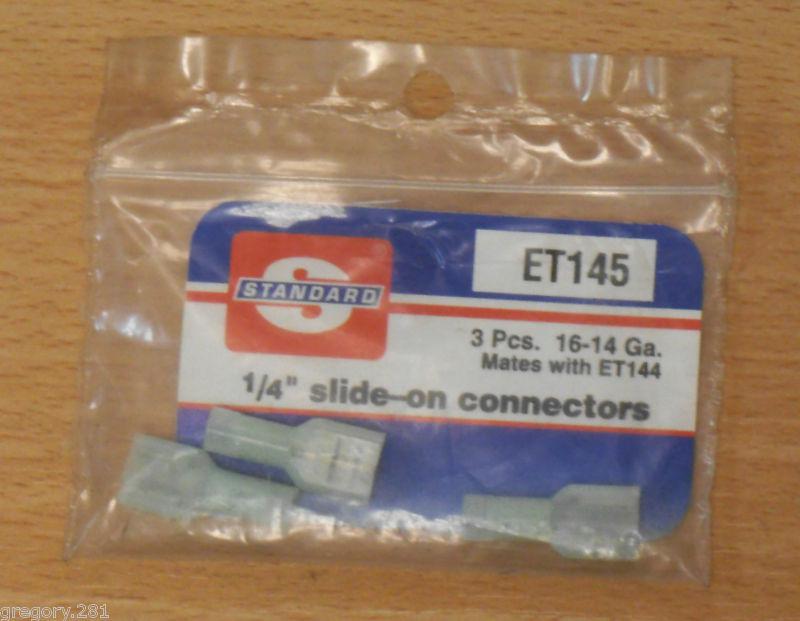 S
STANDARD
ET145
3 Pcs. 16-14 Ga.
Mates with ET144
1/4" slide-on connectors
gregory.281